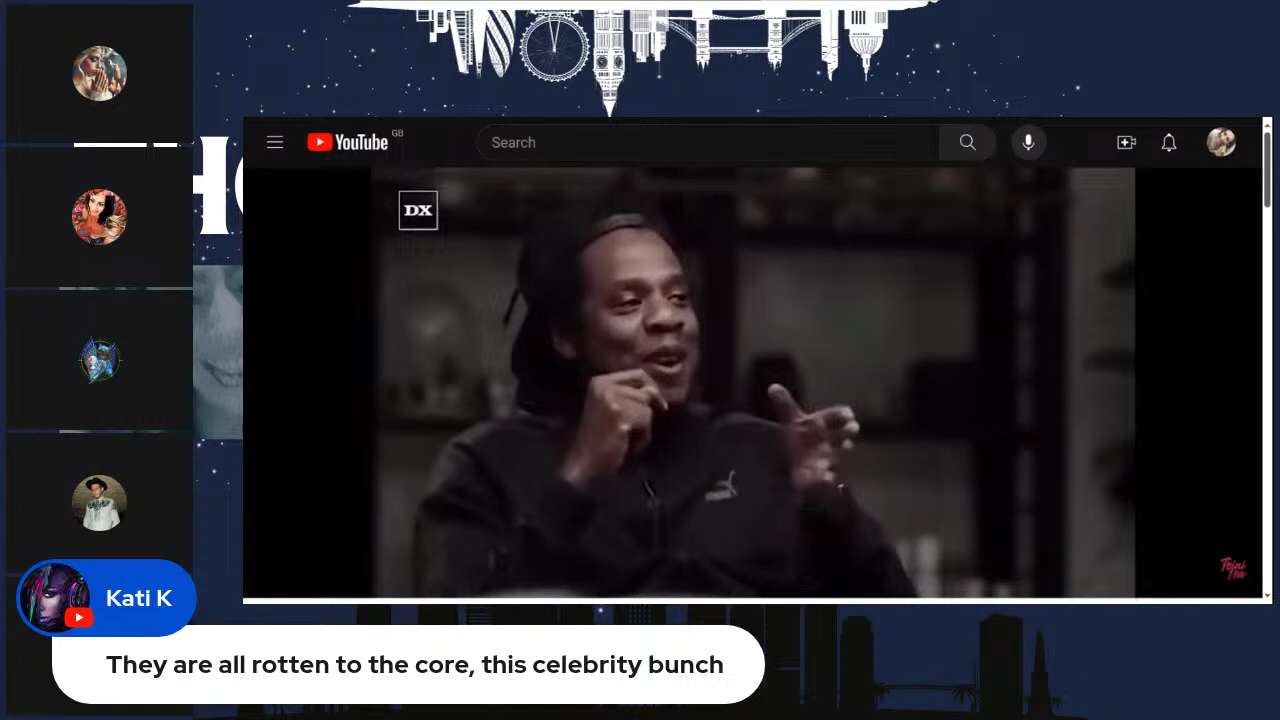 YouTube GB
Search
DX
Kati K
They are all rotten to the core, this celebrity bunch